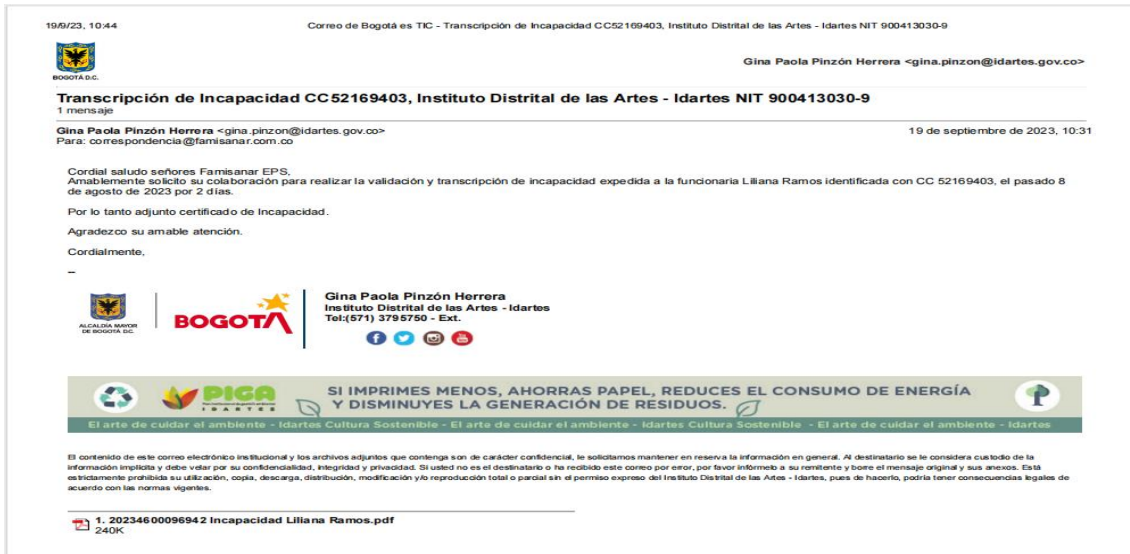 19/9/23, 10:44 Correo de Bogotá es TIC - Transcripción de Incapacidad CC52169403, Instituto Distrital de las Artes - Idartes NIT 900413030-9
BOGOTÁ D.C.
Gina Paola Pinzón Herrera <gina.pinzon@idartes.gov.co>
Transcripción de Incapacidad CC52169403, Instituto Distrital de las Artes - Idartes NIT 900413030-9
1 mensaje
Gina Paola Pinzón Herrera <gina.pinzon@idartes.gov.co> 19 de septiembre de 2023, 10:31
Para: correspondencia@famisanar.com.co
Cordial saludo señores Famisanar EPS,
Amablemente solicito su colaboración para realizar la validación y transcripción de incapacidad expedida a la funcionaria Liliana Ramos identificada con CC 52169403, el pasado 8
de agosto de 2023 por 2 días.
Por lo tanto adjunto certificado de Incapacidad.
Agradezco su amable atención.
Cordialmente,
--
ALCALDÍA MAYOR
DE BOGOTÁ D.C.
BOGOTÁ
Gina Paola Pinzón Herrera
Instituto Distrital de las Artes - Idartes
Tel:(571) 3795750 - Ext.
PIGA
IDARTES
SI IMPRIMES MENOS, AHORRAS PAPEL, REDUCES EL CONSUMO DE ENERGÍA
Y DISMINUYES LA GENERACIÓN DE RESIDUOS.
El arte de cuidar el ambiente - Idartes Cultura Sostenible - El arte de cuidar el ambiente - Idartes Cultura Sostenible - El arte de cuidar el ambiente - Idartes
El contenido de este correo electrónico institucional y los archivos adjuntos que contenga son de carácter confidencial, le solicitamos mantener en reserva la información en general. Al destinatario se le considera custodio de la
información implícita y debe velar por su confidencialidad, integridad y privacidad. Si usted no es el destinatario o ha recibido este correo por error, por favor infórmelo a su remitente y borre el mensaje original y sus anexos. Está
estrictamente prohibida su utilización, copia, descarga, distribución, modificación y/o reproducción total o parcial sin el permiso expreso del Instituto Distrital de las Artes - Idartes, pues de hacerlo, podría tener consecuencias legales de
acuerdo con las normas vigentes.
1. 20234600096942 Incapacidad Liliana Ramos.pdf
240K